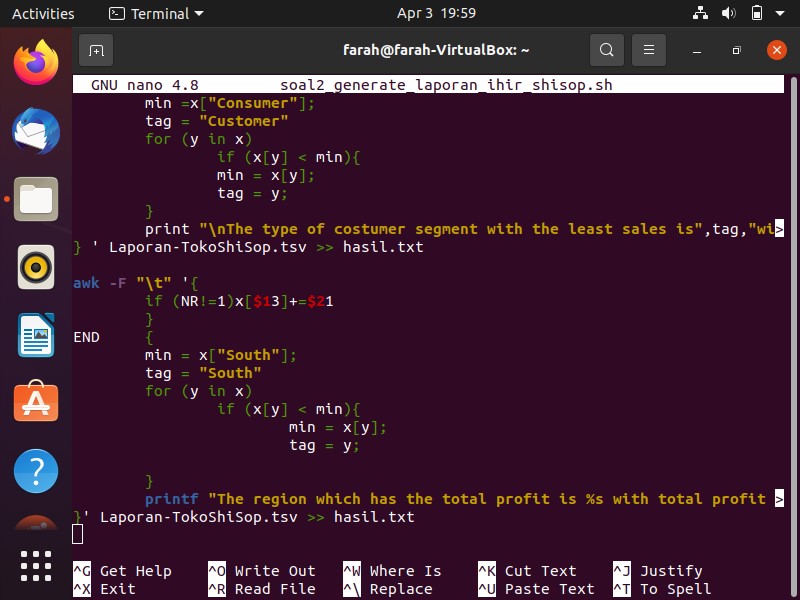 Activities Terminal Apr 3 19:59
farah@farah-VirtualBox: ~
GNU nano 4.8 soal2_generate_laporan_ihir_shisop.sh
min =x["Consumer"];
tag = "Customer"
for (y in x)
if (x[y] < min){
min = x[y];
tag = y;
}
print "\nThe type of costumer segment with the least sales is",tag,"wi>
} ' Laporan-TokoShiSop.tsv >> hasil.txt
awk -F "\t" '{
if (NR!=1)x[$13]+=$21
}
END {
min = x["South"];
tag = "South"
for (y in x)
if (x[y] < min){
min = x[y];
tag = y;
}
printf "The region which has the total profit is %s with total profit >
}' Laporan-TokoShiSop.tsv >> hasil.txt
^G Get Help ^O Write Out ^W Where Is ^K Cut Text ^J Justify
^X Exit ^R Read File ^\ Replace ^U Paste Text ^T To Spell